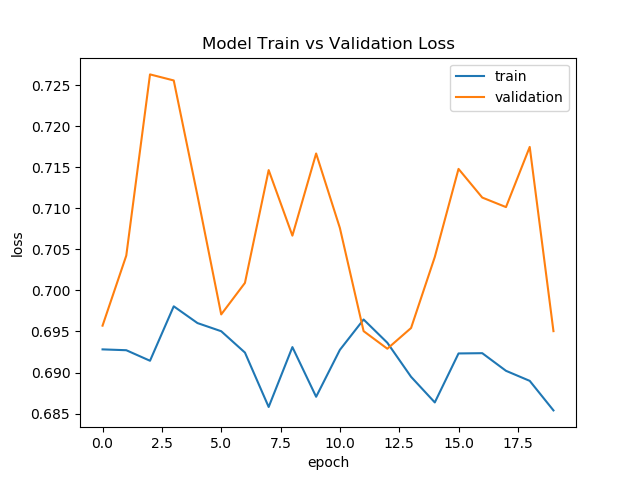 Model Train vs Validation Loss
train
validation
0.725
0.720
0.715
0.710
0.705
0.700
0.695
0.690
0.685
loss
0.0 2.5 5.0 7.5 10.0 12.5 15.0 17.5
epoch